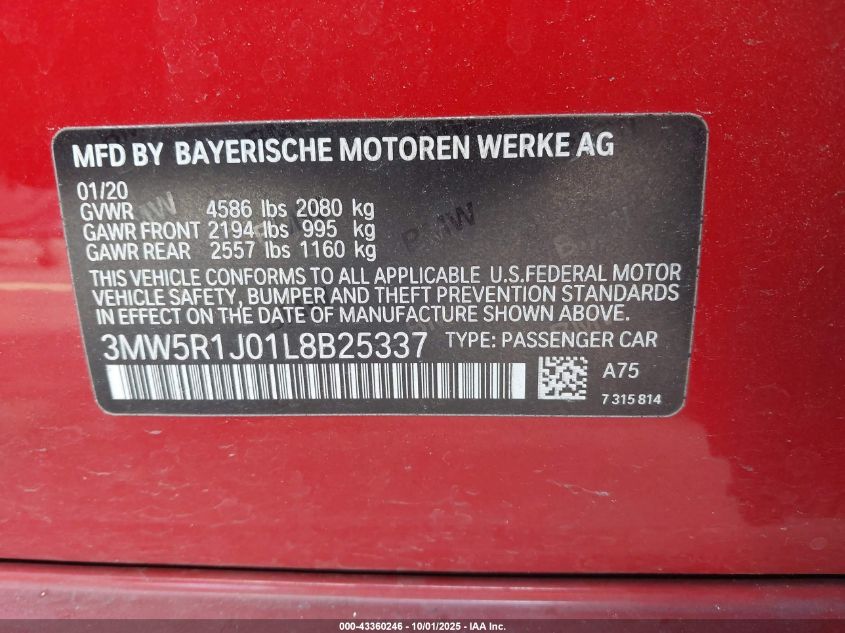 MFD BY BAYERISCHE MOTOREN WERKE AG
01/20
GVWR 4586 lbs 2080 kg
GAWR FRONT 2194 lbs 995 kg
GAWR REAR 2557 lbs 1160 kg
THIS VEHICLE CONFORMS TO ALL APPLICABLE U.S.FEDERAL MOTOR
VEHICLE SAFETY, BUMPER AND THEFT PREVENTION STANDARDS
IN EFFECT ON THE DATE OF MANUFACTURE SHOWN ABOVE.
3MW5R1J01L8B25337 TYPE: PASSENGER CAR
A75
7 315 814
000-43360246 - 10/01/2025 - IAA Inc.